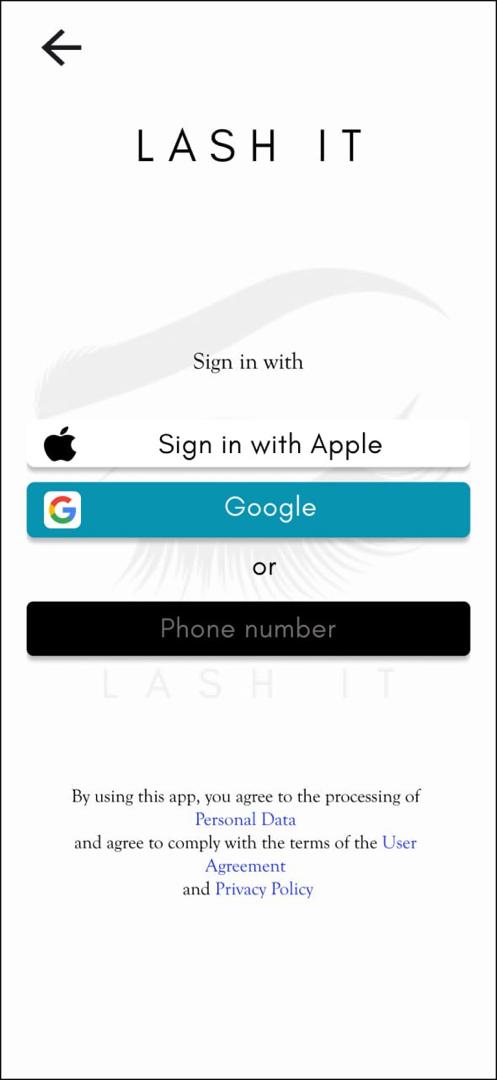 LASH IT
Sign in with
Sign in with Apple
Google
or
Phone number
LASH IT
By using this app, you agree to the processing of
Personal Data
and agree to comply with the terms of the User
Agreement
and Privacy Policy